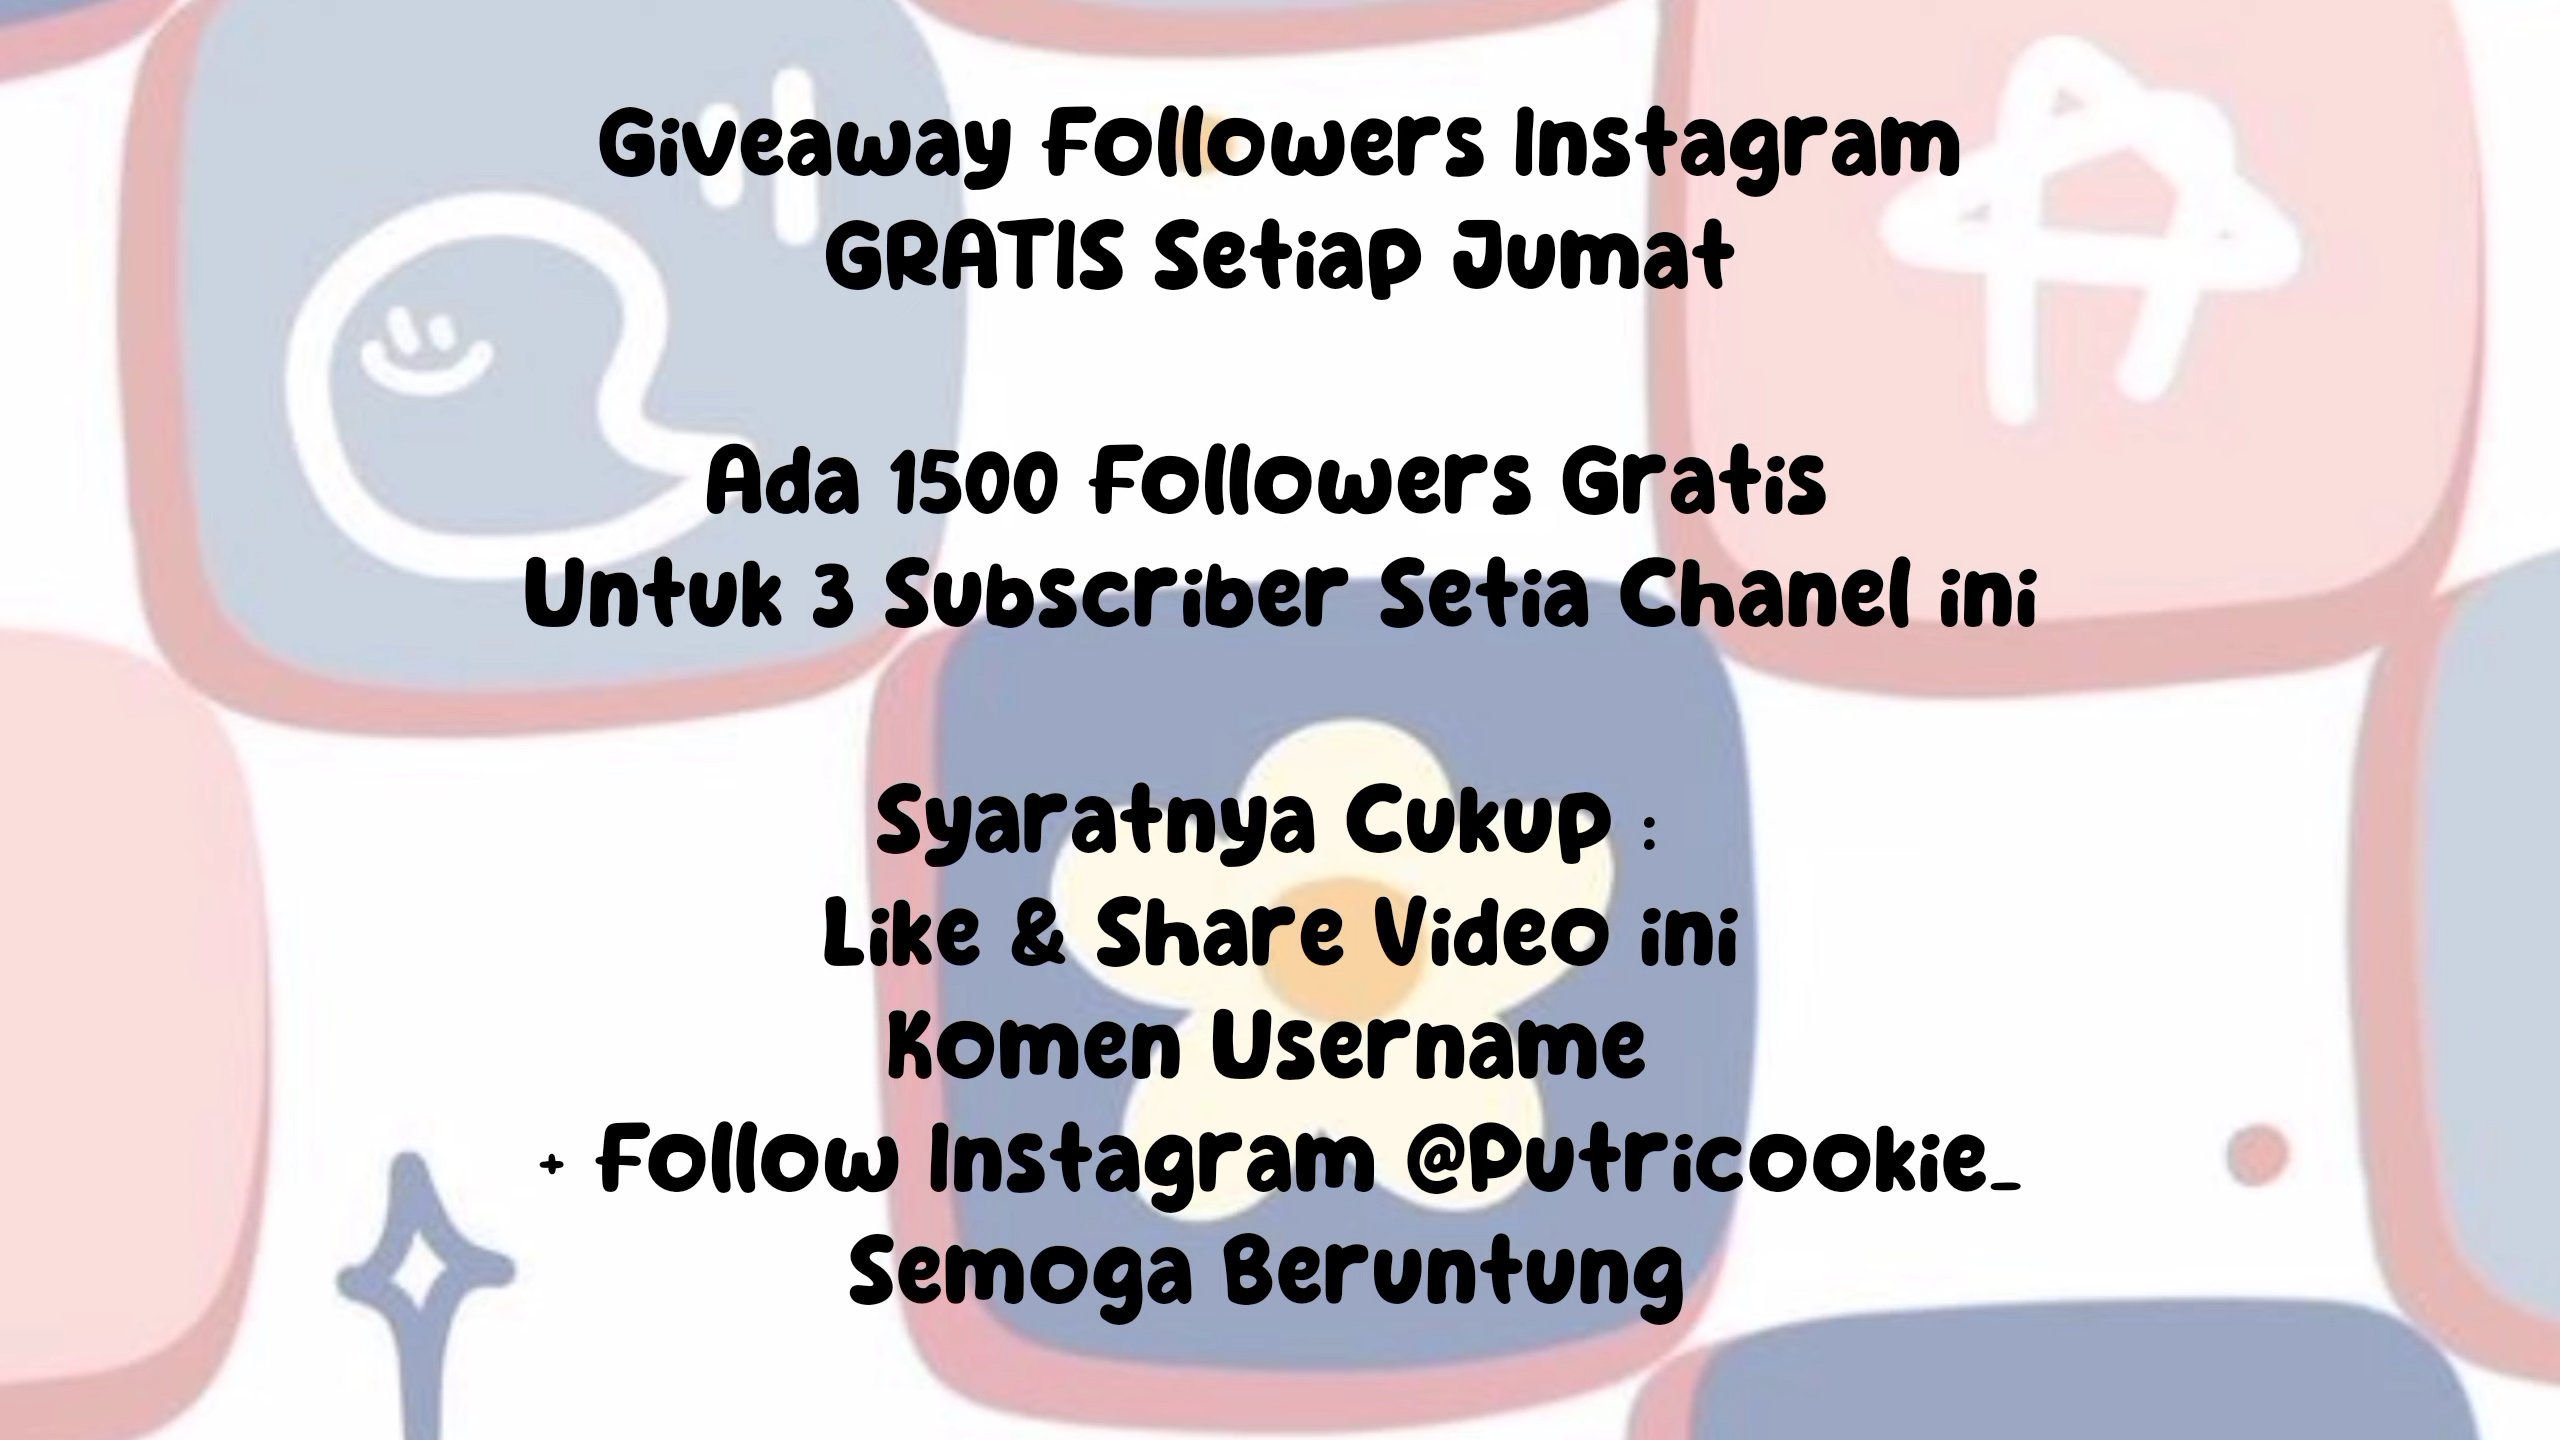 Giveaway Followers Instagram
GRATIS Setiap Jumat
Ada 1500 Followers Gratis
Untuk 3 Subscriber Setia Chanel ini
Syaratnya Cukup :
Like & Share Video ini
Komen Username
+ Follow Instagram @Putricookie_
Semoga Beruntung